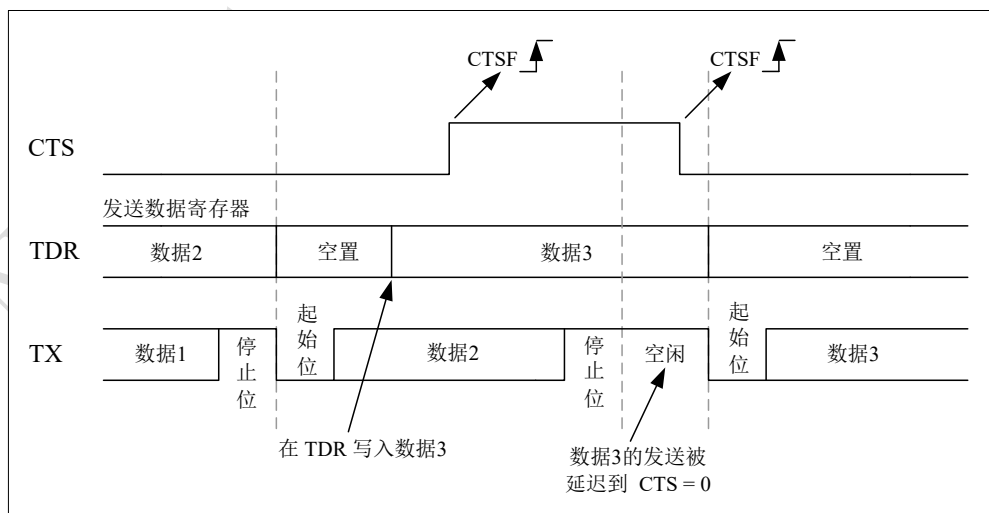 CTSF
CTSF
CTS
发送数据寄存器
TDR
数据2
空置
数据3
空置
TX
数据1
停止位
起始位
数据2
停止位
空闲
起始位
数据3
在 TDR 写入数据3
数据3的发送被
延迟到 CTS = 0